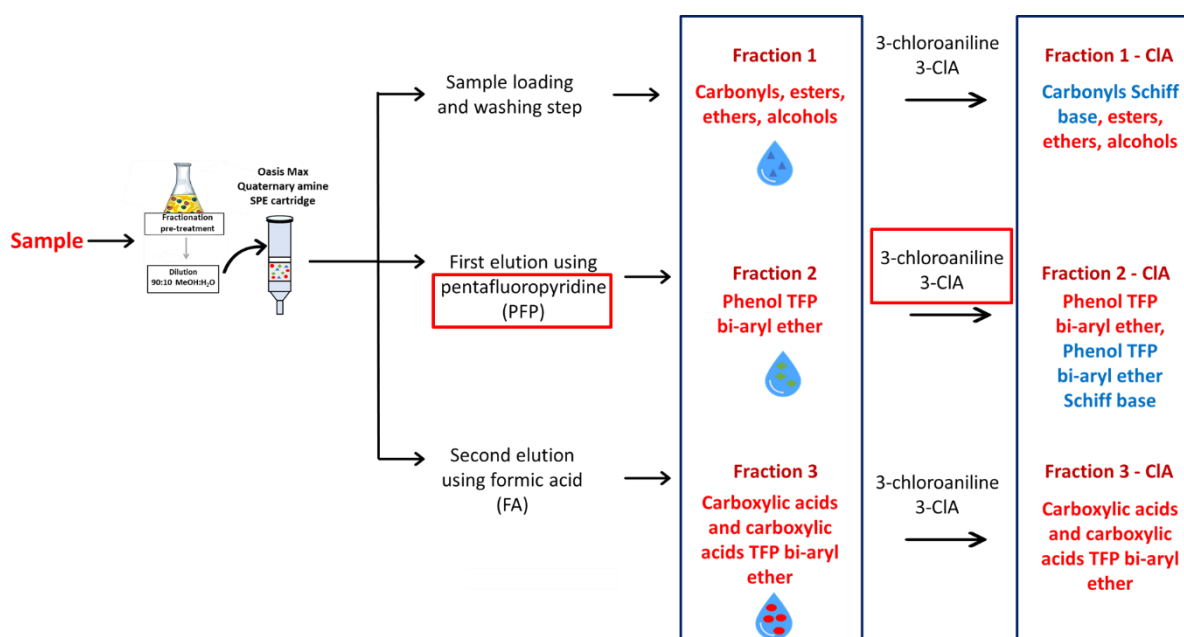 Sample
Fractionation
pre-treatment
Dilution
90:10 MeOH:H₂O
Oasis Max
Quaternary amine
SPE cartridge
Sample loading
and washing step
Fraction 1
Carbonyls, esters,
ethers, alcohols
3-chloroaniline
3-ClA
Fraction 1 - ClA
Carbonyls Schiff
base, esters,
ethers, alcohols
First elution using
pentafluoropyridine
(PFP)
Fraction 2
Phenol TFP
bi-aryl ether
3-chloroaniline
3-ClA
Fraction 2 - ClA
Phenol TFP
bi-aryl ether,
Phenol TFP
bi-aryl ether
Schiff base
Second elution
using formic acid
(FA)
Fraction 3
Carboxylic acids
and carboxylic
acids TFP bi-aryl
ether
3-chloroaniline
3-ClA
Fraction 3 - ClA
Carboxylic acids
and carboxylic
acids TFP bi-aryl
ether